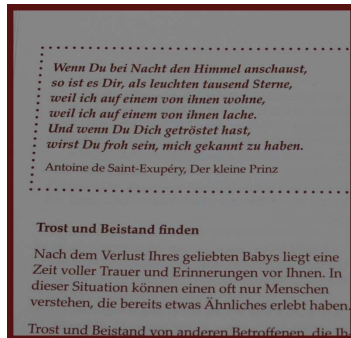 Wenn Du bei Nacht den Himmel anschaust,
so ist es Dir, als leuchten tausend Sterne,
weil ich auf einem von ihnen wohne,
weil ich auf einem von ihnen lache.
Und wenn Du Dich getröstet hast,
wirst Du froh sein, mich gekannt zu haben.
Antoine de Saint-Exupéry, Der kleine Prinz
Trost und Beistand finden
Nach dem Verlust Ihres geliebten Babys liegt eine
Zeit voller Trauer und Erinnerungen vor Ihnen. In
dieser Situation können einen oft nur Menschen
verstehen, die bereits etwas Ähnliches erlebt haben.
Trost und Beistand von anderen Betroffenen, die Ih